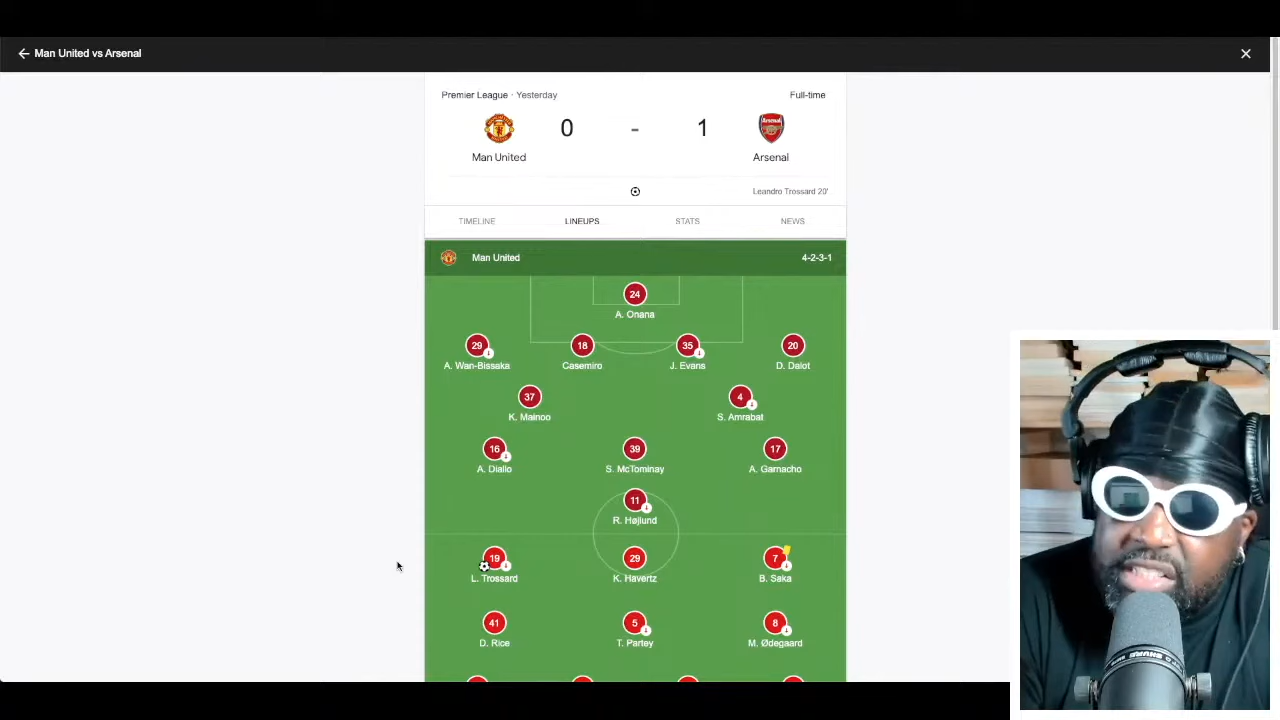 Man United vs Arsenal
Premier League · Yesterday
Full-time
0 - 1
Man United
Arsenal
Leandro Trossard 20'
TIMELINE
LINEUPS
STATS
NEWS
Man United
4-2-3-1
24
A. Onana
29
18
35
20
A. Wan-Bissaka
Casemiro
J. Evans
D. Dalot
37
4
K. Mainoo
S. Amrabat
16
39
17
A. Diallo
S. McTominay
A. Garnacho
11
R. Højlund
19
29
7
L. Trossard
K. Havertz
B. Saka
41
5
8
D. Rice
T. Partey
M. Ødegaard